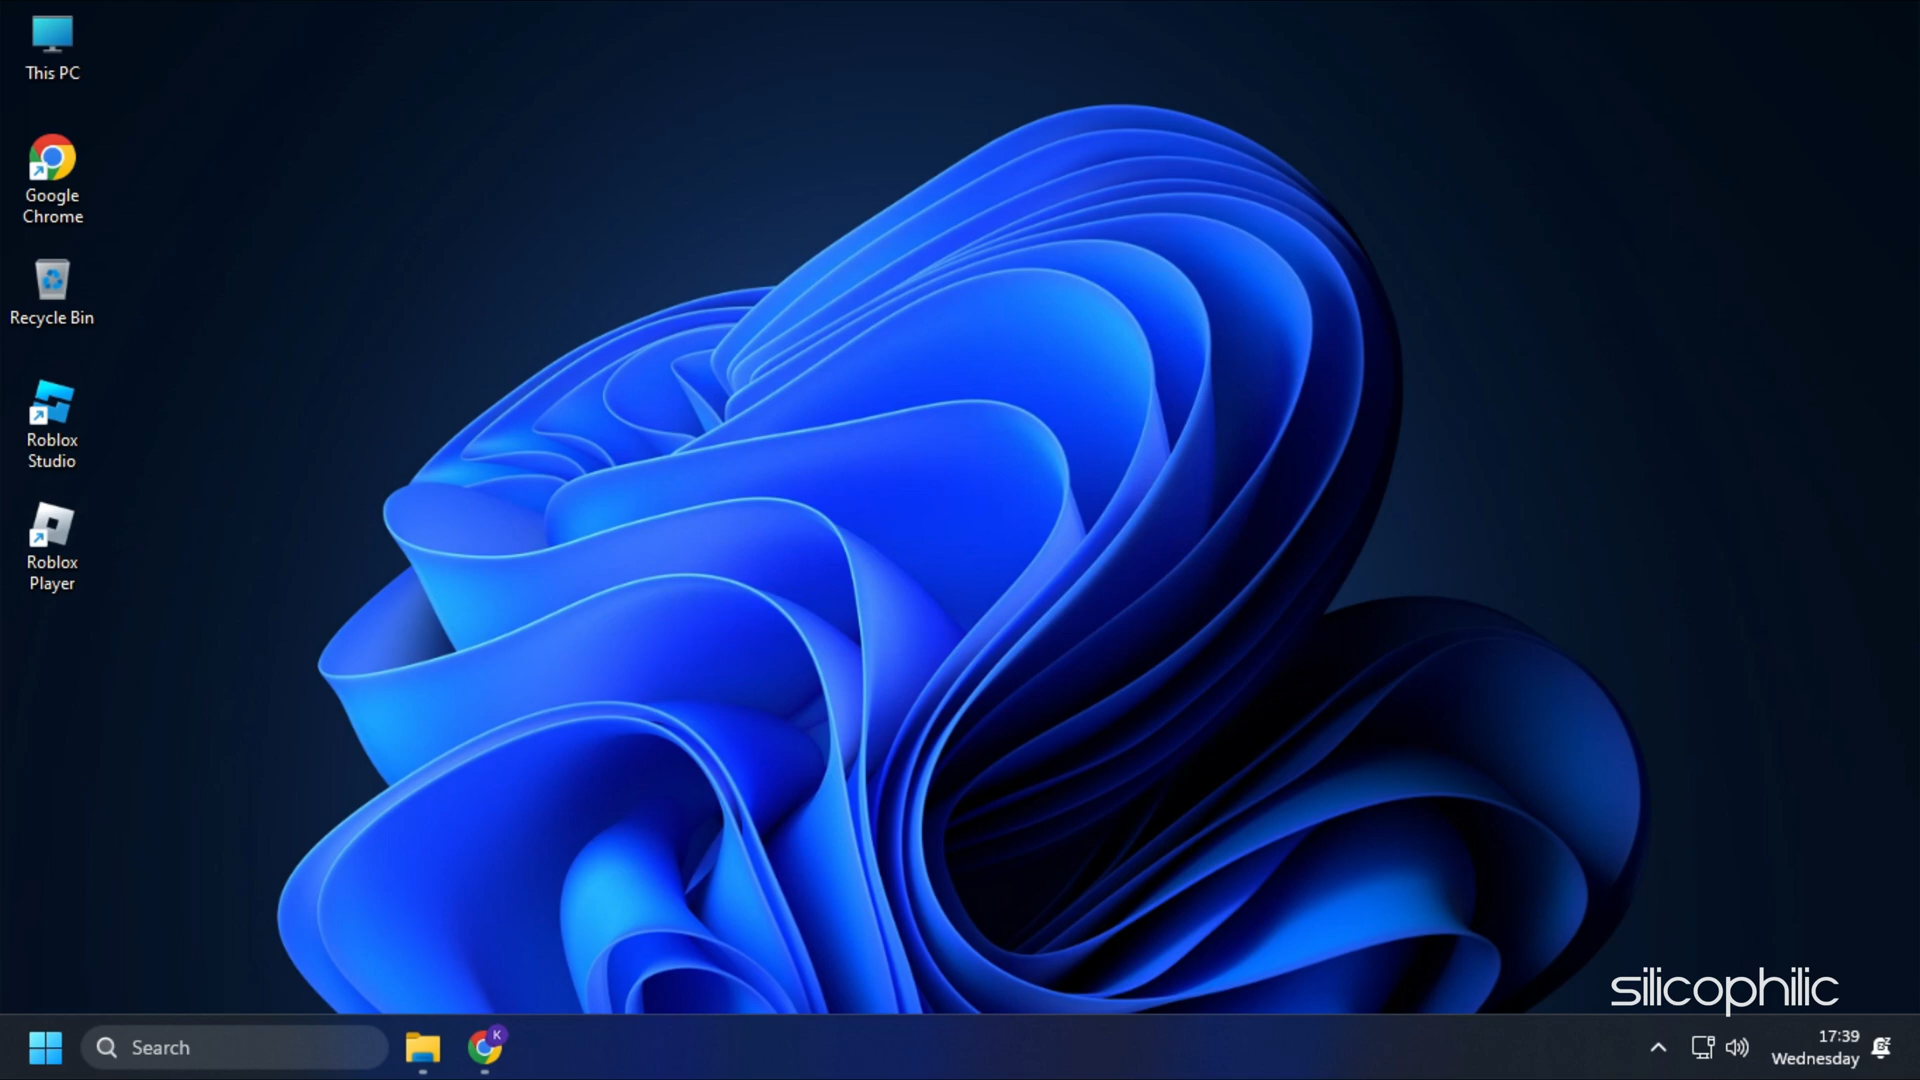 This PC
Google
Chrome
Recycle Bin
Roblox
Studio
Roblox
Player
silicophilic
Search
K
17:39
Wednesday